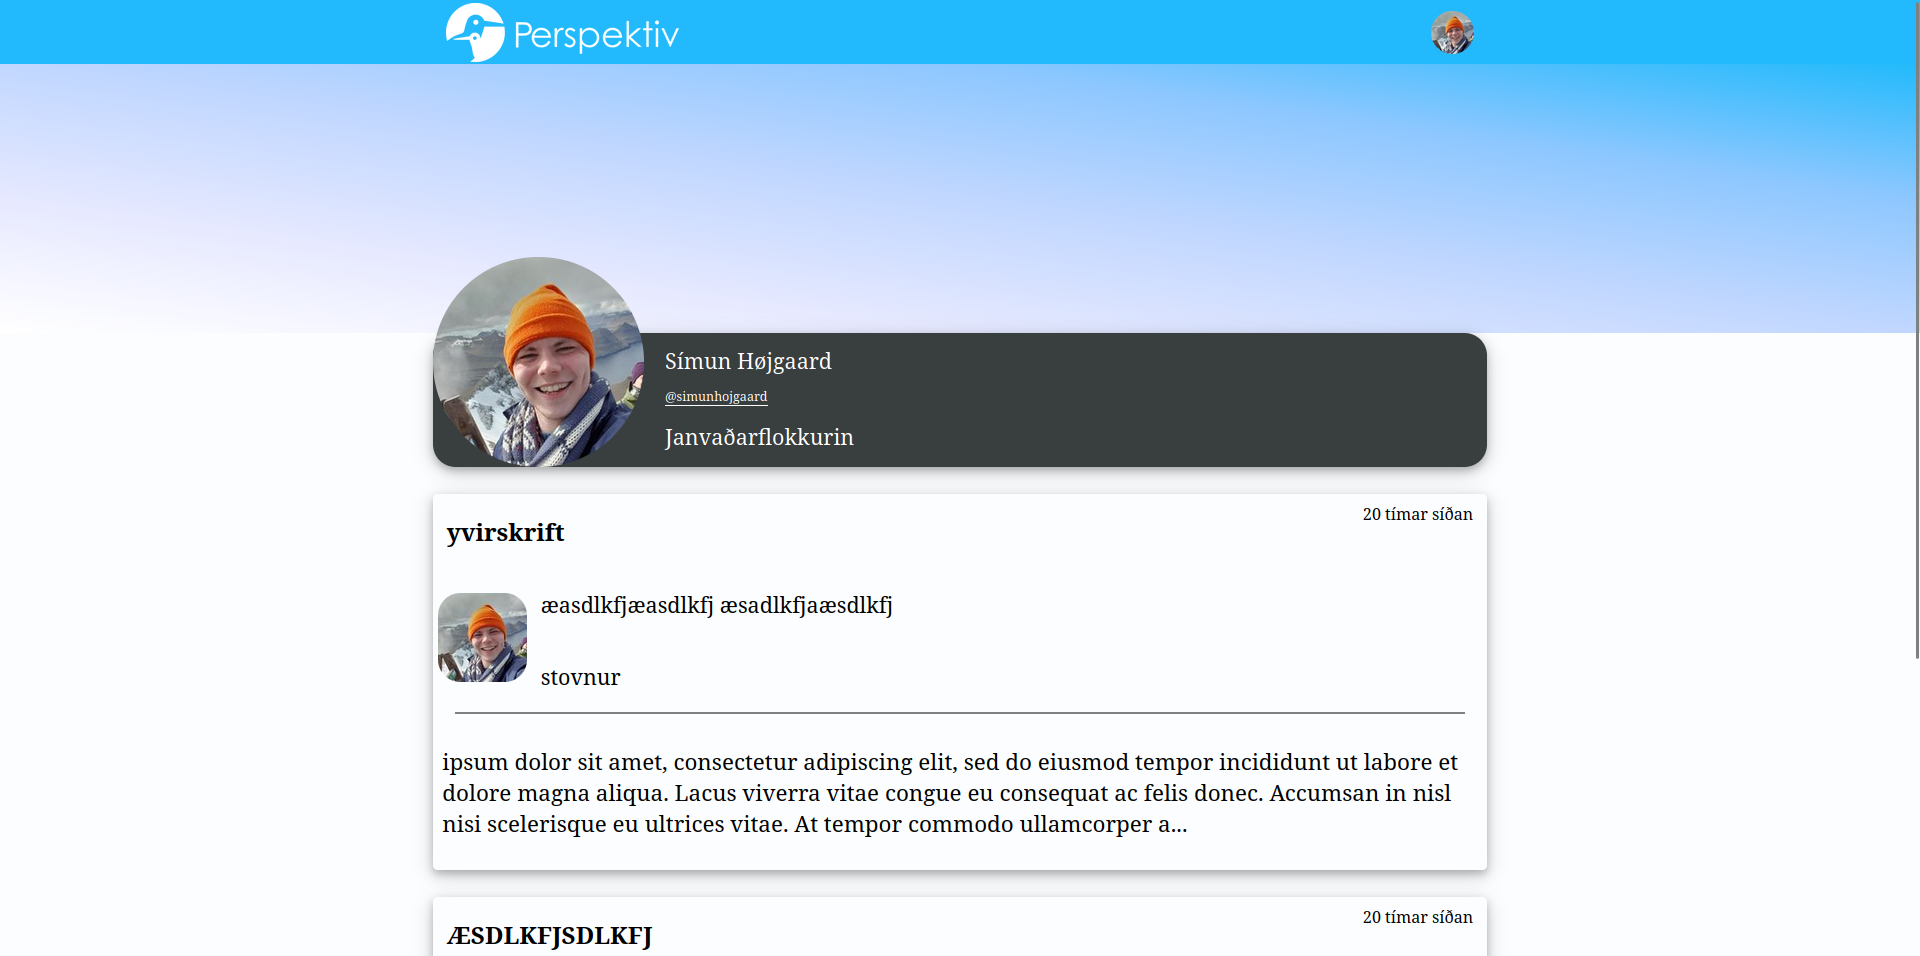 Perspektiv
Símun Højgaard
@simunhojgaard
Janvaðarflokkurin
20 tímar síðan
yvirskrift
æasdlkfjæasdlkfj æsadlkfjaæsdlkfj
stovnur
ipsum dolor sit amet, consectetur adipiscing elit, sed do eiusmod tempor incididunt ut labore et
dolore magna aliqua. Lacus viverra vitae congue eu consequat ac felis donec. Accumsan in nisl
nisi scelerisque eu ultrices vitae. At tempor commodo ullamcorper a...
20 tímar síðan
ÆSDLKFJSDLKFJ